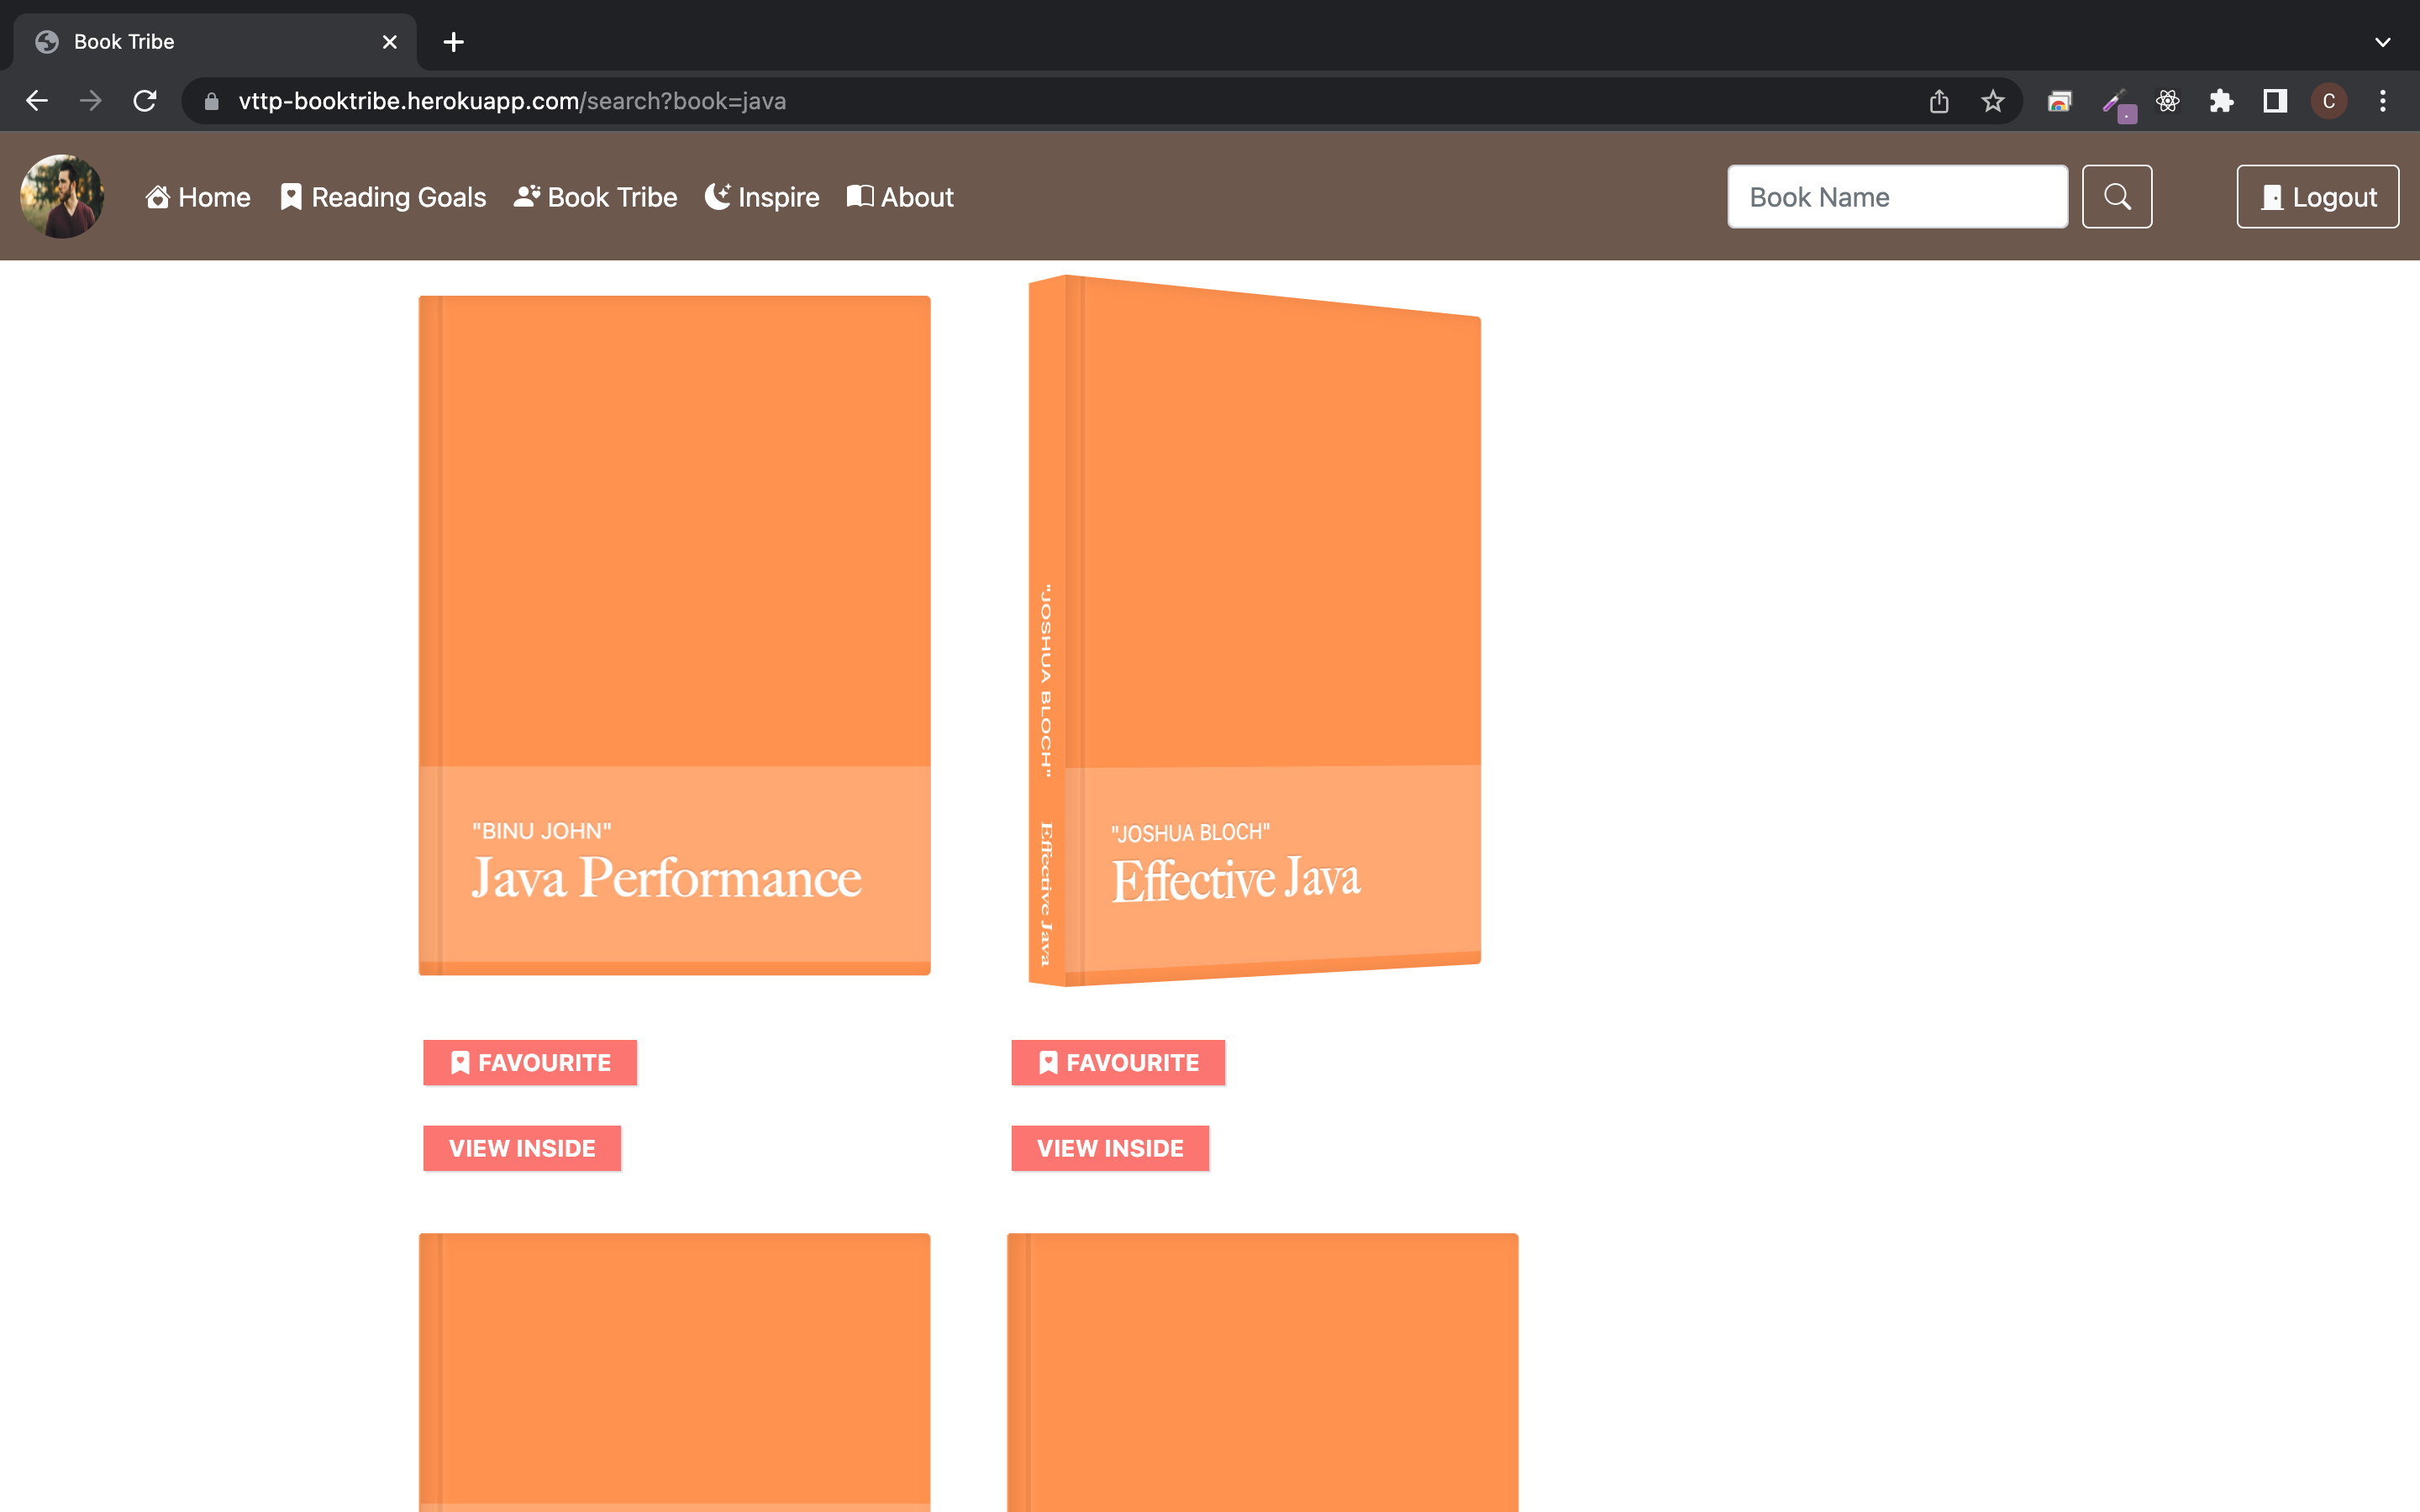 Book Tribe
vttp-booktribe.herokuapp.com/search?book=java
C
Home Reading Goals Book Tribe Inspire About
Book Name
Logout
"BINU JOHN"
Java Performance
"JOSHUA BLOCH" Effective Java
"JOSHUA BLOCH"
Effective Java
FAVOURITE
FAVOURITE
VIEW INSIDE
VIEW INSIDE